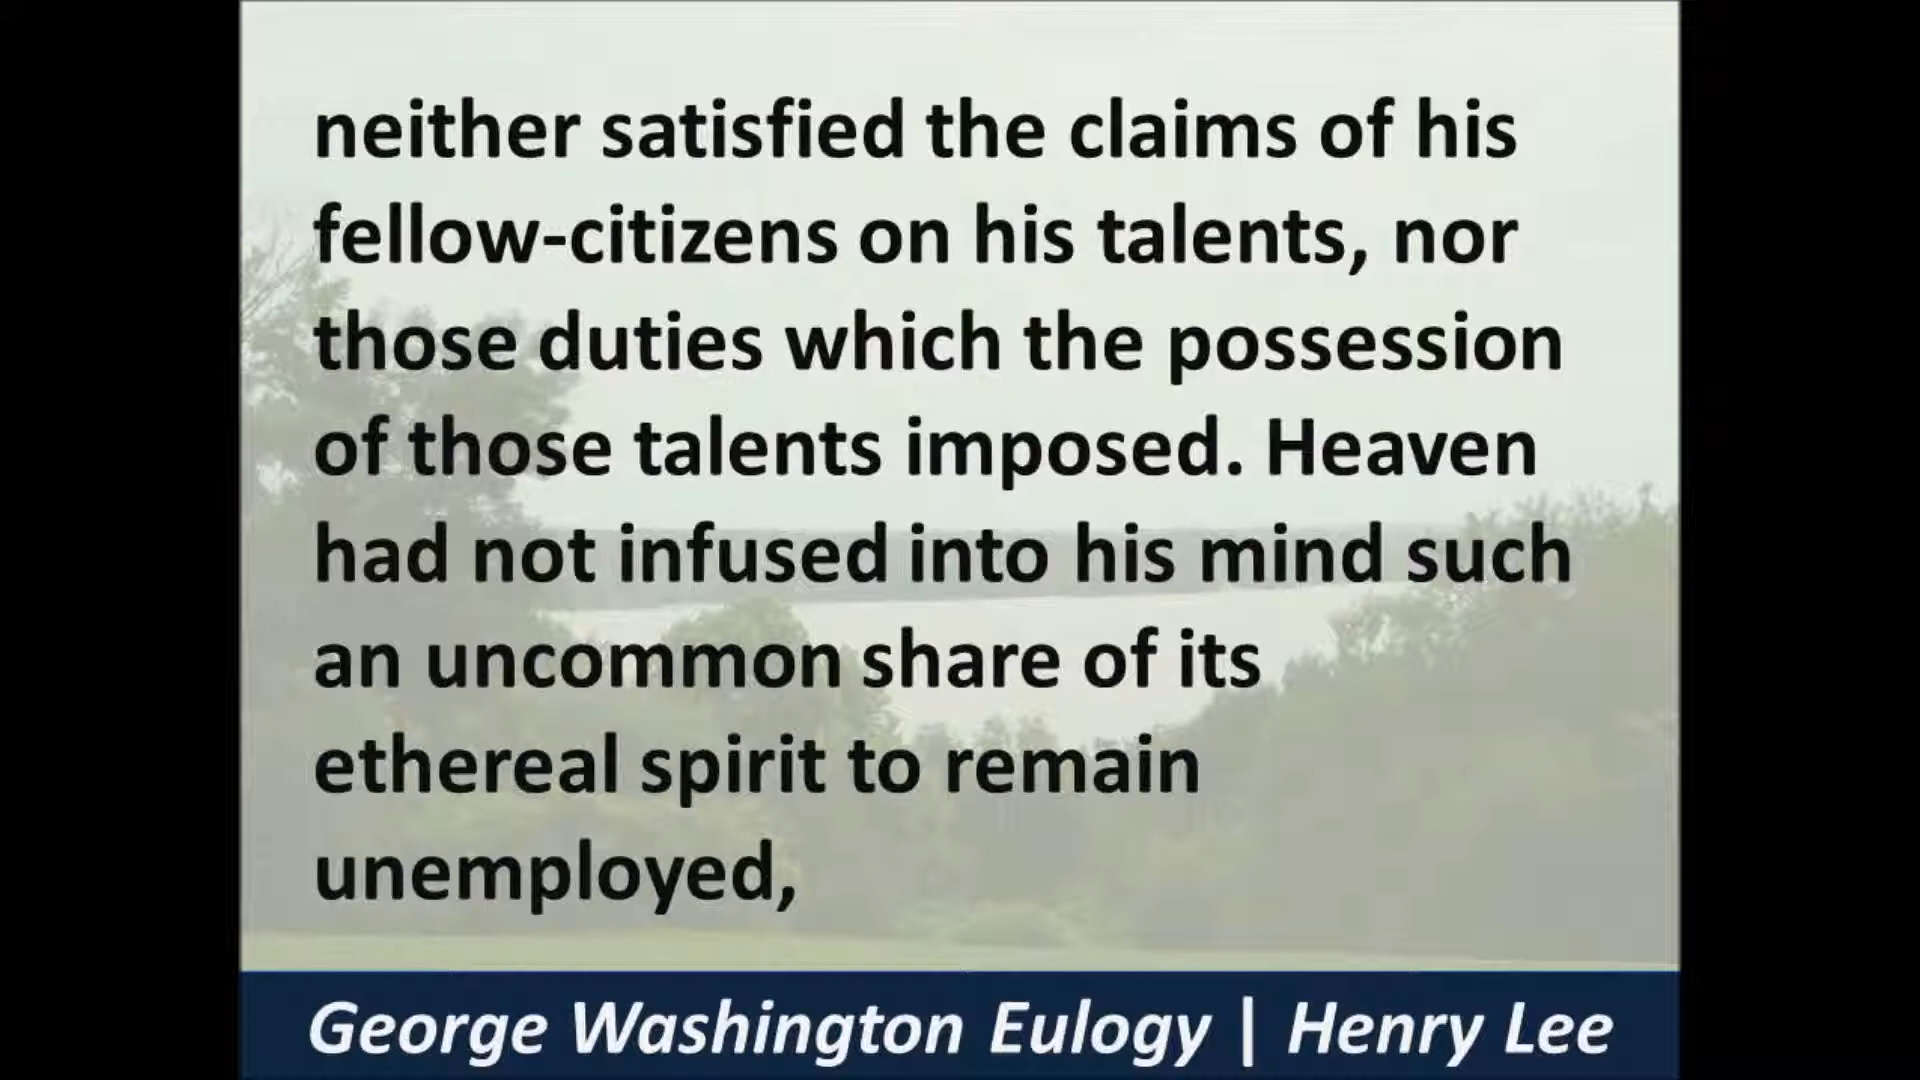 neither satisfied the claims of his
fellow-citizens on his talents, nor
those duties which the possession
of those talents imposed. Heaven
had not infused into his mind such
an uncommon share of its
ethereal spirit to remain
unemployed,
George Washington Eulogy | Henry Lee